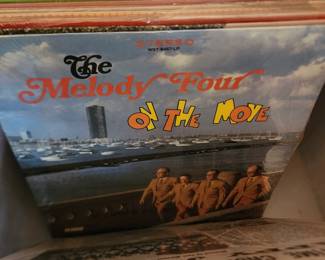 STEREO
The
Melody Four
ON THE MOVE